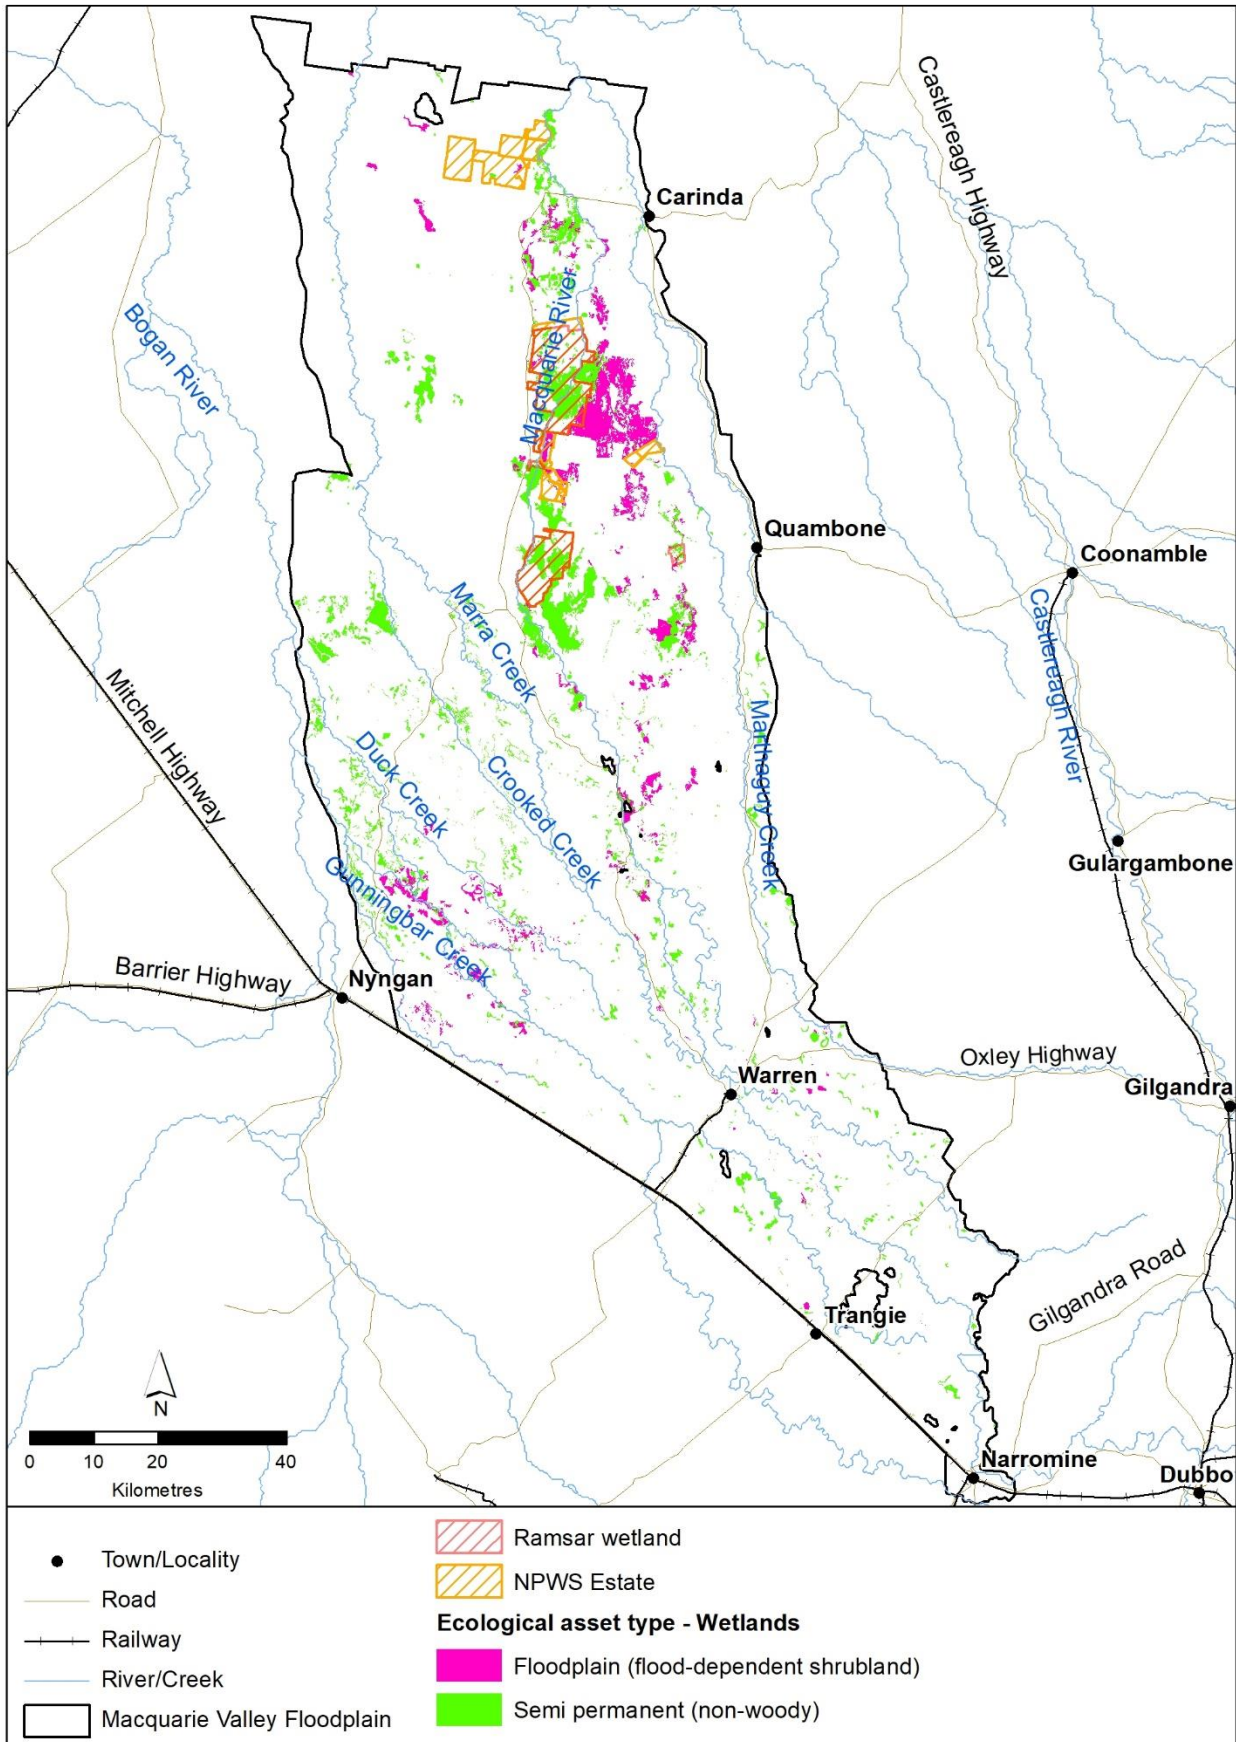 Castlereagh Highway
Carinda
Macquarie River
Bogan River
Quambone
Coonamble
Marra Creek
Castlereagh River
Mitchell Highway
Marthaguy Creek
Duck Creek
Crooked Creek
Gulargambone
Gunningbar Creek
Barrier Highway
Nyngan
Oxley Highway
Warren
Gilgandra
Gilgandra Road
Trangie
N
0 10 20 40
Kilometres
Narromine
Dubbo
Town/Locality
Road
Railway
River/Creek
Macquarie Valley Floodplain
Ramsar wetland
NPWS Estate
Ecological asset type - Wetlands
Floodplain (flood-dependent shrubland)
Semi permanent (non-woody)